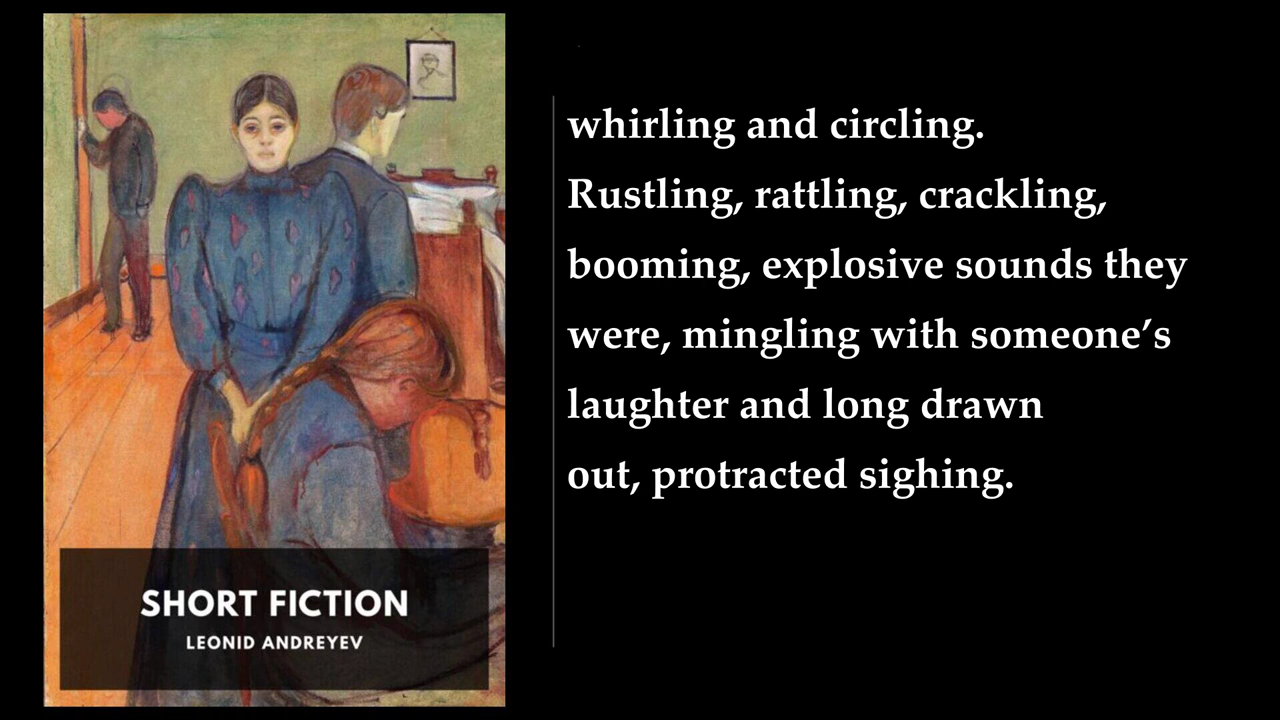 whirling and circling.
Rustling, rattling, crackling,
booming, explosive sounds they
were, mingling with someone’s
laughter and long drawn
out, protracted sighing.
SHORT FICTION
LEONID ANDREYEV